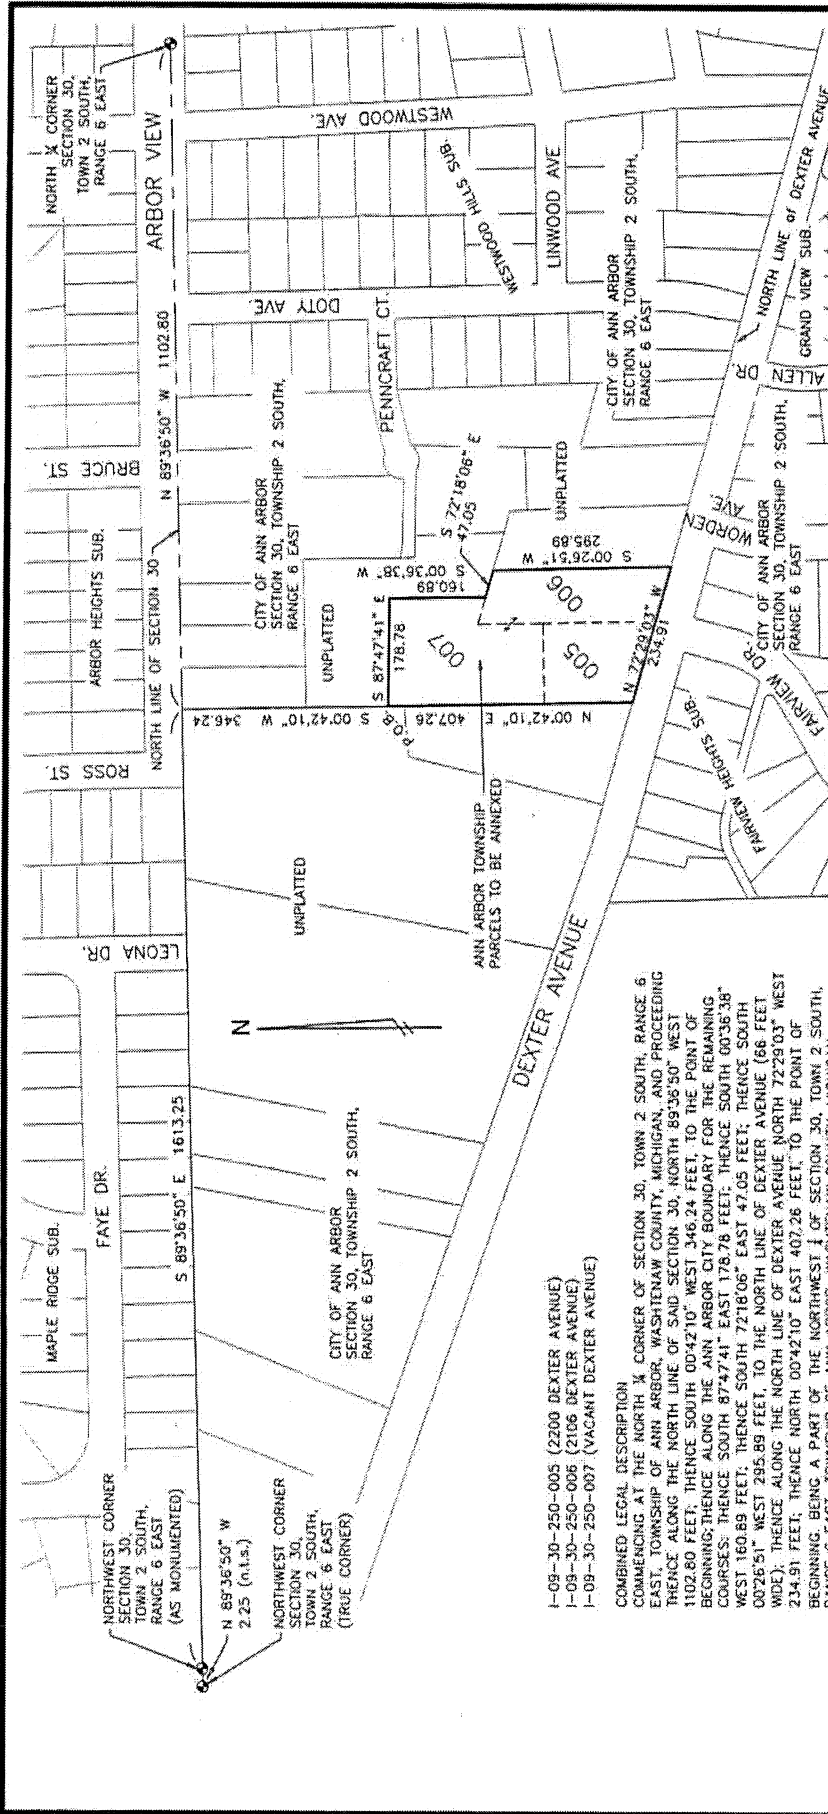 NORTH ¼ CORNER
SECTION 30,
TOWN 2 SOUTH,
RANGE 6 EAST
ARBOR VIEW
WESTWOOD AVE.
WESTWOOD HILLS SUB.
LINWOOD AVE.
DOTY AVE.
PENNCRAFT CT.
N 89°36'50" W 1102.80
BRUCE ST.
ARBOR HEIGHTS SUB.
NORTH LINE OF SECTION 30
ROSS ST.
CITY OF ANN ARBOR
SECTION 30, TOWNSHIP 2 SOUTH,
RANGE 6 EAST
CITY OF ANN ARBOR
SECTION 30, TOWNSHIP 2 SOUTH,
RANGE 6 EAST
NORTH LINE of DEXTER AVENUE
GRAND VIEW SUB.
ALLEN DR.
WORDEN
AVE.
CITY OF ANN ARBOR
SECTION 30, TOWNSHIP 2 SOUTH,
RANGE 6 EAST
FAIRVIEW DR.
FAIRVIEW HEIGHTS SUB.
UNPLATTED
UNPLATTED
S 72°18'06" E
47.05
S 00°26'51" W
295.89
S 00°36'38" W
160.89
S 87°47'41" E
178.78
007
006
005
N 72°29'03" W
234.91
S 00°42'10" W 346.24
P.O.B.
N 00°42'10" E 407.26
ANN ARBOR TOWNSHIP
PARCELS TO BE ANNEXED
UNPLATTED
LEONA DR.
N
DEXTER AVENUE
MAPLE RIDGE SUB.
FAYE DR.
S 89°36'50" E 1613.25
CITY OF ANN ARBOR
SECTION 30, TOWNSHIP 2 SOUTH,
RANGE 6 EAST
NORTHWEST CORNER
SECTION 30,
TOWN 2 SOUTH,
RANGE 6 EAST
(AS MONUMENTED)
N 89°36'50" W
2.25 (n.t.s.)
NORTHWEST CORNER
SECTION 30,
TOWN 2 SOUTH,
RANGE 6 EAST
(TRUE CORNER)
I-09-30-250-005 (2200 DEXTER AVENUE)
I-09-30-250-006 (2106 DEXTER AVENUE)
I-09-30-250-007 (VACANT DEXTER AVENUE)
COMBINED LEGAL DESCRIPTION
COMMENCING AT THE NORTH ¼ CORNER OF SECTION 30, TOWN 2 SOUTH, RANGE 6
EAST, TOWNSHIP OF ANN ARBOR, WASHTENAW COUNTY, MICHIGAN, AND PROCEEDING
THENCE ALONG THE NORTH LINE OF SAID SECTION 30, NORTH 89°36'50" WEST
1102.80 FEET; THENCE SOUTH 00°42'10" WEST 346.24 FEET, TO THE POINT OF
BEGINNING; THENCE ALONG THE ANN ARBOR CITY BOUNDARY FOR THE REMAINING
COURSES: THENCE SOUTH 87°47'41" EAST 178.78 FEET; THENCE SOUTH 00°36'38"
WEST 160.89 FEET; THENCE SOUTH 72°18'06" EAST 47.05 FEET; THENCE SOUTH
00°26'51" WEST 295.89 FEET, TO THE NORTH LINE OF DEXTER AVENUE (66 FEET
WIDE); THENCE ALONG THE NORTH LINE OF DEXTER AVENUE NORTH 72°29'03" WEST
234.91 FEET; THENCE NORTH 00°42'10" EAST 407.26 FEET, TO THE POINT OF
BEGINNING, BEING A PART OF THE NORTHWEST ¼ OF SECTION 30, TOWN 2 SOUTH,